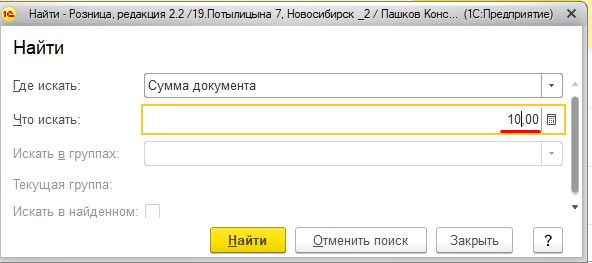 1С Найти - Розница, редакция 2.2 /19.Потылицына 7, Новосибирск _2 / Пашков Конс... (1С:Предприятие)
Найти
Где искать: Сумма документа
Что искать: 10,00
Искать в группах:
Текущая группа:
Искать в найденном:
Найти Отменить поиск Закрыть ?